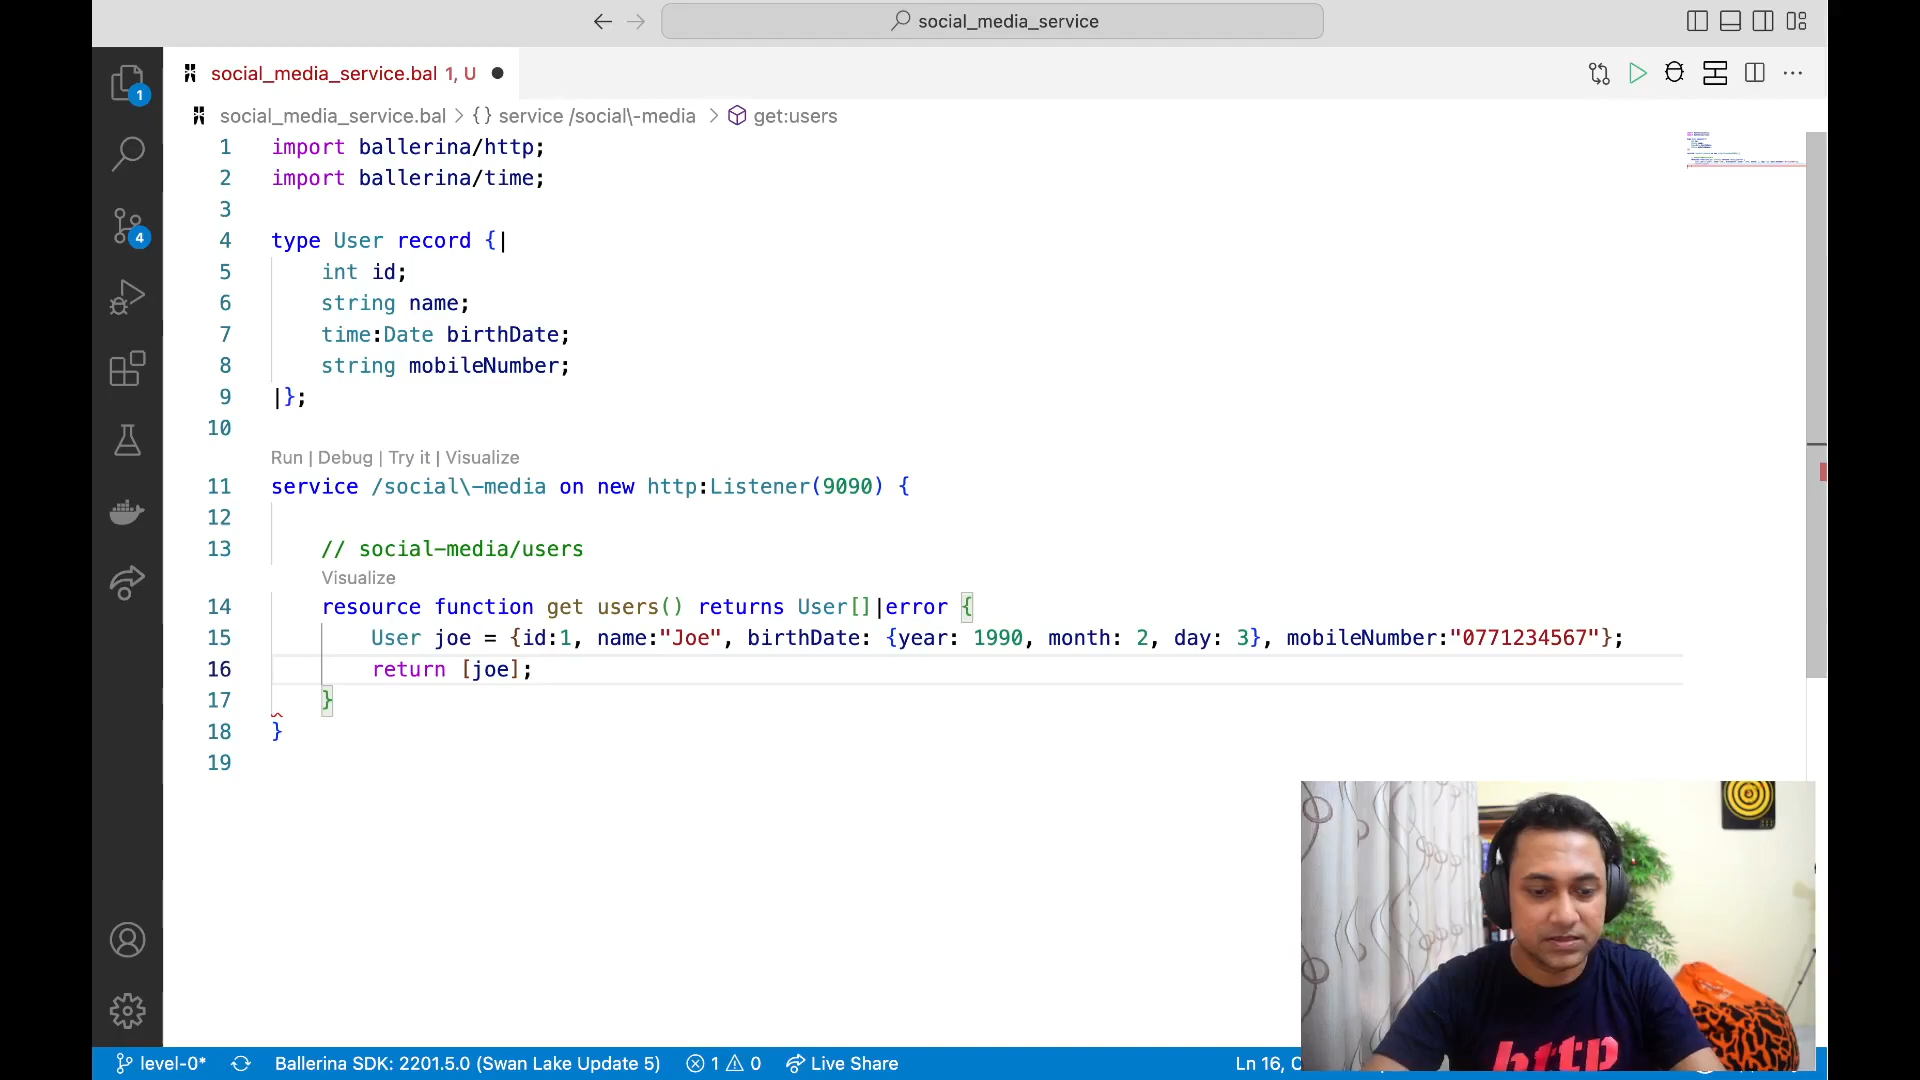 social_media_service
social_media_service.bal 1, U
social_media_service.bal > {} service /social\-media > get:users
1 import ballerina/http;
2 import ballerina/time;
3
4 type User record {|
5 int id;
6 string name;
7 time:Date birthDate;
8 string mobileNumber;
9 |};
10
Run | Debug | Try it | Visualize
11 service /social\-media on new http:Listener(9090) {
12
13 // social-media/users
Visualize
14 resource function get users() returns User[]|error {
15 User joe = {id:1, name:"Joe", birthDate: {year: 1990, month: 2, day: 3}, mobileNumber:"0771234567"};
16 return [joe];
17 }
18 }
19
1
4
http
level-0* Ballerina SDK: 2201.5.0 (Swan Lake Update 5) 1 0 Live Share Ln 16, C